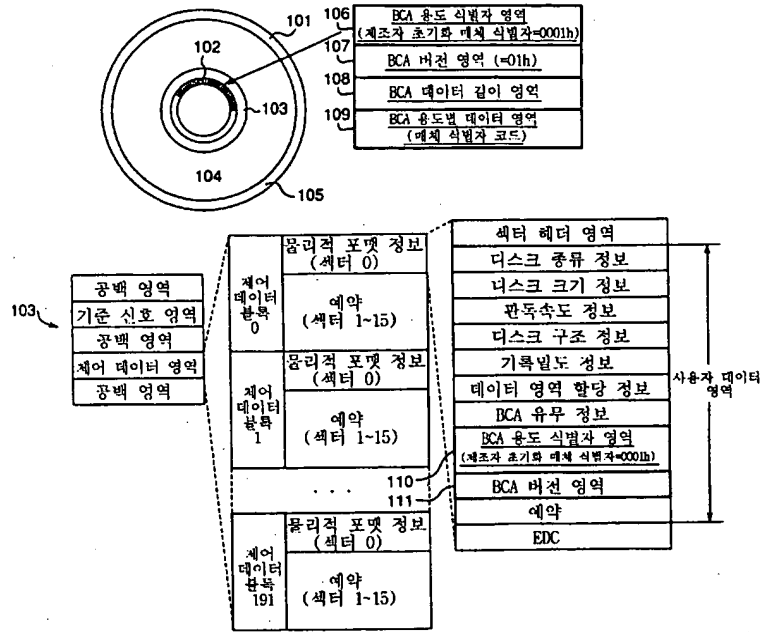 101
102
103
104
105
106
BCA 용도 식별자 영역
(제조자 초기화 매체 식별자=0001h)
107
BCA 버전 영역 (=01h)
108
BCA 데이터 길이 영역
109
BCA 용도별 데이터 영역
(매체 식별자 코드)
103
공백 영역
기준 신호 영역
공백 영역
제어 데이터 영역
공백 영역
제어
데이터
블록
0
물리적 포맷 정보
(섹터 0)
예약
(섹터 1~15)
제어
데이터
블록
1
물리적 포맷 정보
(섹터 0)
예약
(섹터 1~15)
. . .
제어
데이터
블록
191
물리적 포맷 정보
(섹터 0)
예약
(섹터 1~15)
섹터 헤더 영역
디스크 종류 정보
디스크 크기 정보
판독속도 정보
디스크 구조 정보
기록밀도 정보
데이터 영역 할당 정보
BCA 유무 정보
110
BCA 용도 식별자 영역
(제조자 초기화 매체 식별자=0001h)
111
BCA 버전 영역
예약
EDC
사용자 데이터
영역